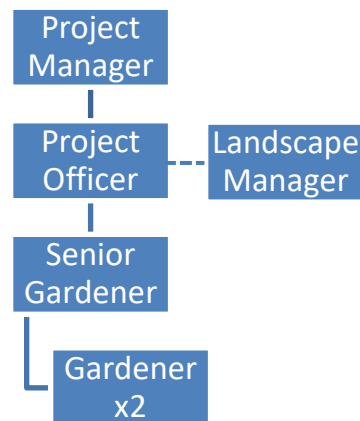 Project
Manager
Project
Officer
Landscape
Manager
Senior
Gardener
Gardener
x2